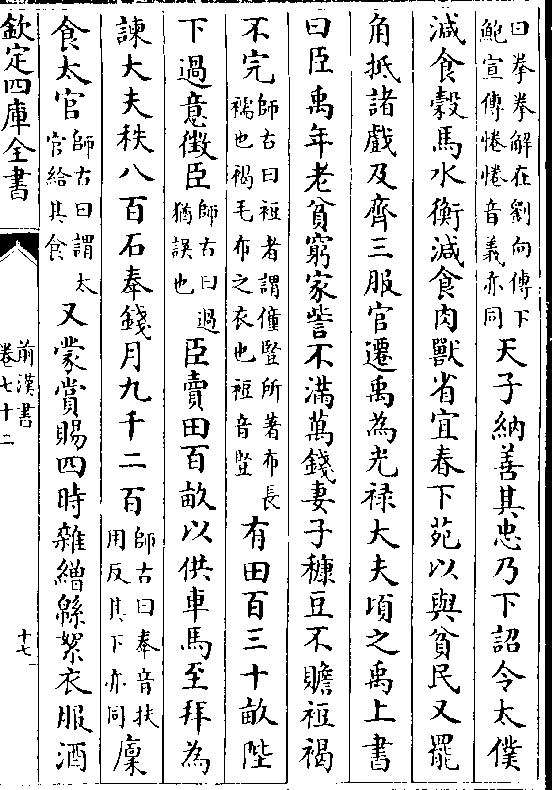 曰拳拳解在劉向傳下
鮑宣傳惓惓音義亦同
天子納善其忠乃下詔令太僕
減食穀馬水衡減食肉獸省宜春下苑以與貧民又罷
角抵諸戲及齊三服官遷禹為光祿大夫頃之禹上書
曰臣禹年老貧窮家訾不滿萬錢妻子穅豆不贍裋褐
不完
師古曰裋者謂僮豎所著布長
襦也褐毛布之衣也裋音豎
有田百三十畝陛
下過意徵臣
師古曰過
猶誤也
臣賣田百畝以供車馬至拜為
諫大夫秩八百石奉錢月九千二百
師古曰奉音扶
用反其下亦同
廩
食太官
師古曰謂太
官給其食
又蒙賞賜四時雜繒緜絮衣服酒
欽定四庫全書
前漢書
卷七十二
十七